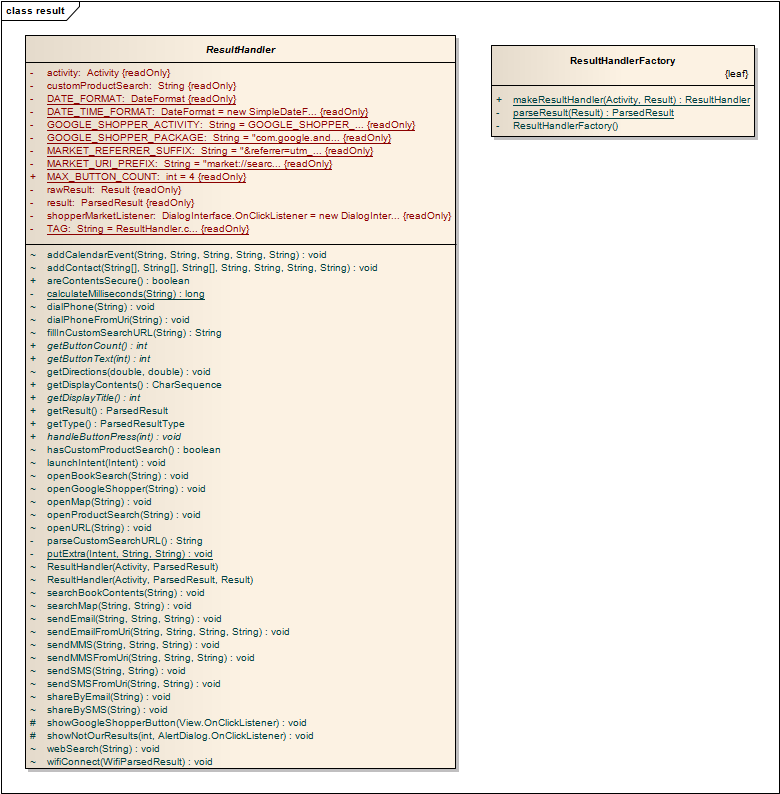 class result
ResultHandler
- activity: Activity {readOnly}
- customProductSearch: String {readOnly}
- DATE_FORMAT: DateFormat {readOnly}
- DATE_TIME_FORMAT: DateFormat = new SimpleDateF... {readOnly}
- GOOGLE_SHOPPER_ACTIVITY: String = GOOGLE_SHOPPER_... {readOnly}
- GOOGLE_SHOPPER_PACKAGE: String = "com.google.and... {readOnly}
- MARKET_REFERRER_SUFFIX: String = "&referrer=utm_... {readOnly}
- MARKET_URI_PREFIX: String = "market://searc... {readOnly}
+ MAX_BUTTON_COUNT: int = 4 {readOnly}
- rawResult: Result {readOnly}
- result: ParsedResult {readOnly}
- shopperMarketListener: DialogInterface.OnClickListener = new DialogInter... {readOnly}
- TAG: String = ResultHandler.c... {readOnly}
~ addCalendarEvent(String, String, String, String, String) : void
~ addContact(String[], String[], String[], String, String, String, String) : void
+ areContentsSecure() : boolean
- calculateMilliseconds(String) : long
~ dialPhone(String) : void
~ dialPhoneFromUri(String) : void
~ fillInCustomSearchURL(String) : String
+ getButtonCount() : int
+ getButtonText(int) : int
~ getDirections(double, double) : void
+ getDisplayContents() : CharSequence
+ getDisplayTitle() : int
+ getResult() : ParsedResult
+ getType() : ParsedResultType
+ handleButtonPress(int) : void
~ hasCustomProductSearch() : boolean
~ launchIntent(Intent) : void
~ openBookSearch(String) : void
~ openGoogleShopper(String) : void
~ openMap(String) : void
~ openProductSearch(String) : void
~ openURL(String) : void
- parseCustomSearchURL() : String
- putExtra(Intent, String, String) : void
~ ResultHandler(Activity, ParsedResult)
~ ResultHandler(Activity, ParsedResult, Result)
~ searchBookContents(String) : void
~ searchMap(String, String) : void
~ sendEmail(String, String, String) : void
~ sendEmailFromUri(String, String, String, String) : void
~ sendMMS(String, String, String) : void
~ sendMMSFromUri(String, String, String) : void
~ sendSMS(String, String) : void
~ sendSMSFromUri(String, String) : void
~ shareByEmail(String) : void
~ shareBySMS(String) : void
# showGoogleShopperButton(View.OnClickListener) : void
# showNotOurResults(int, AlertDialog.OnClickListener) : void
~ webSearch(String) : void
~ wifiConnect(WifiParsedResult) : void
ResultHandlerFactory
{leaf}
+ makeResultHandler(Activity, Result) : ResultHandler
- parseResult(Result) : ParsedResult
- ResultHandlerFactory()